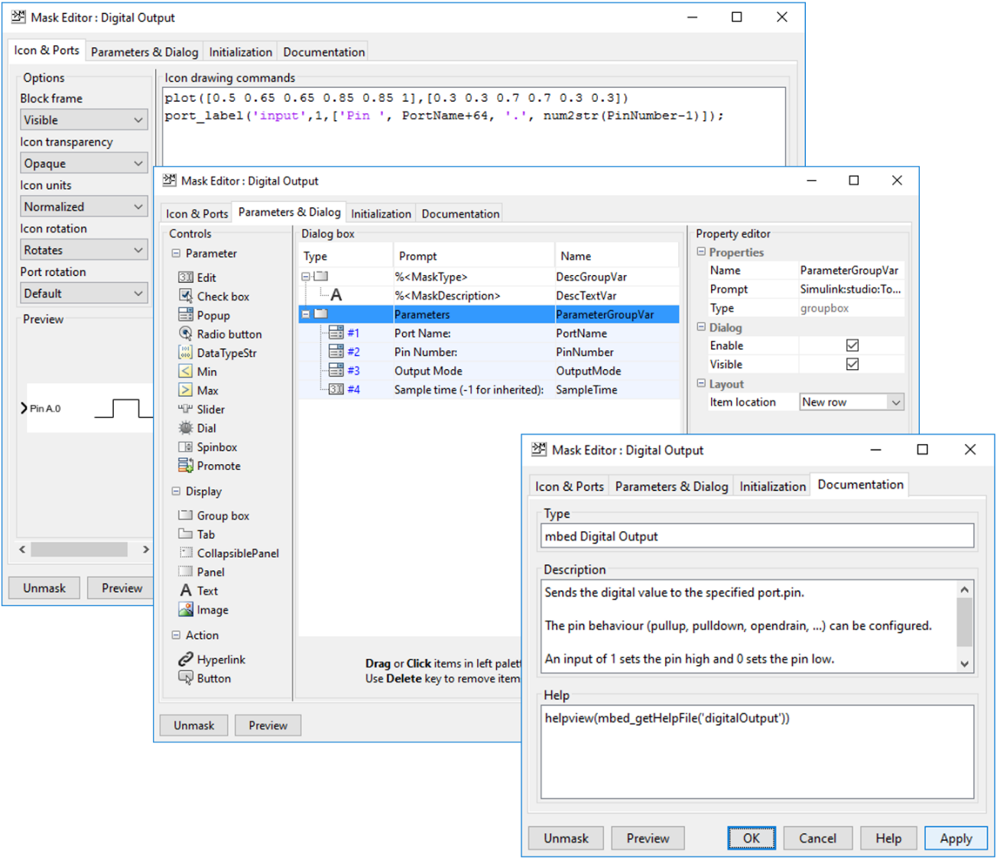 Mask Editor : Digital Output
Icon & Ports Parameters & Dialog Initialization Documentation
Options
Block frame
Visible
Icon transparency
Opaque
Icon units
Normalized
Icon rotation
Rotates
Port rotation
Default
Preview
Pin A.0
Unmask Preview
Icon drawing commands
plot([0.5 0.65 0.65 0.85 0.85 1],[0.3 0.3 0.7 0.7 0.3 0.3])
port_label('input',1,['Pin ', PortName+64, '.', num2str(PinNumber-1)]);
Mask Editor : Digital Output
Icon & Ports Parameters & Dialog Initialization Documentation
Controls
Parameter
Edit
Check box
Popup
Radio button
DataTypeStr
Min
Max
Slider
Dial
Spinbox
Promote
Display
Group box
Tab
CollapsiblePanel
Panel
A Text
Image
Action
Hyperlink
Button
Unmask Preview
Dialog box
Type Prompt Name
%<MaskType> DescGroupVar
A %<MaskDescription> DescTextVar
Parameters ParameterGroupVar
#1 Port Name: PortName
#2 Pin Number: PinNumber
#3 Output Mode OutputMode
#4 Sample time (-1 for inherited): SampleTime
Drag or Click items in left palett
Use Delete key to remove item
Property editor
Properties
Name ParameterGroupVar
Prompt Simulink:studio:To...
Type groupbox
Dialog
Enable
Visible
Layout
Item location New row
Mask Editor : Digital Output
Icon & Ports Parameters & Dialog Initialization Documentation
Type
mbed Digital Output
Description
Sends the digital value to the specified port.pin.
The pin behaviour (pullup, pulldown, opendrain, ...) can be configured.
An input of 1 sets the pin high and 0 sets the pin low.
Help
helpview(mbed_getHelpFile('digitalOutput'))
Unmask Preview OK Cancel Help Apply